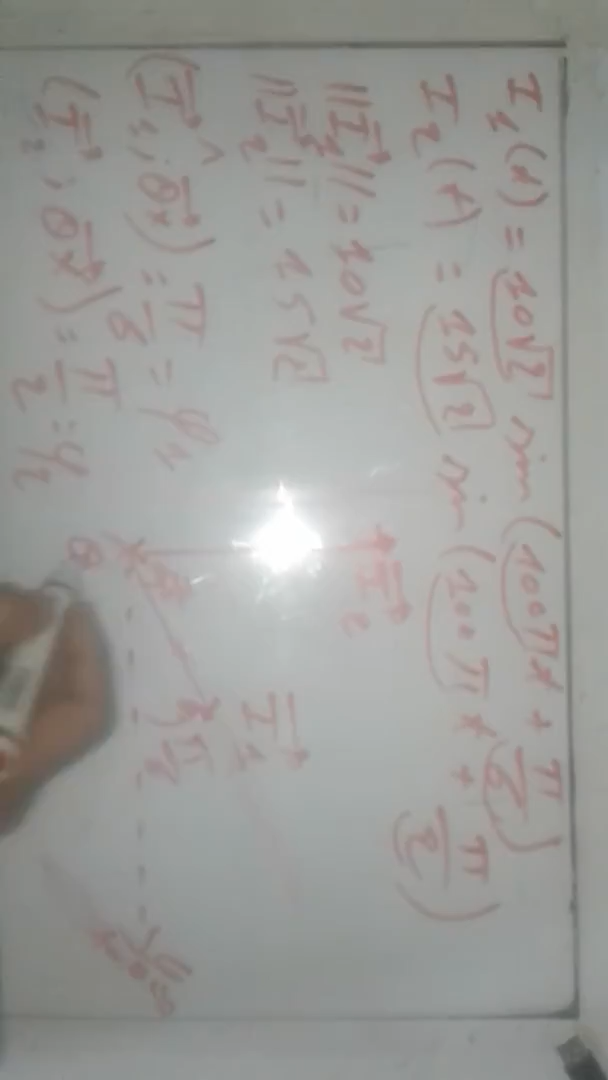 I₁(t) = 10√2 sin(100πt + π/6)
I₂(t) = 15√2 sin(100πt + π/2)
||I₁→|| = 10√2
||I₂→|| = 15√2
(I₁→; Ox→) = π/6 = φ₁
(I₂→; Ox→) = π/2 = φ₂
I₂→
I₁→
O
φ=0